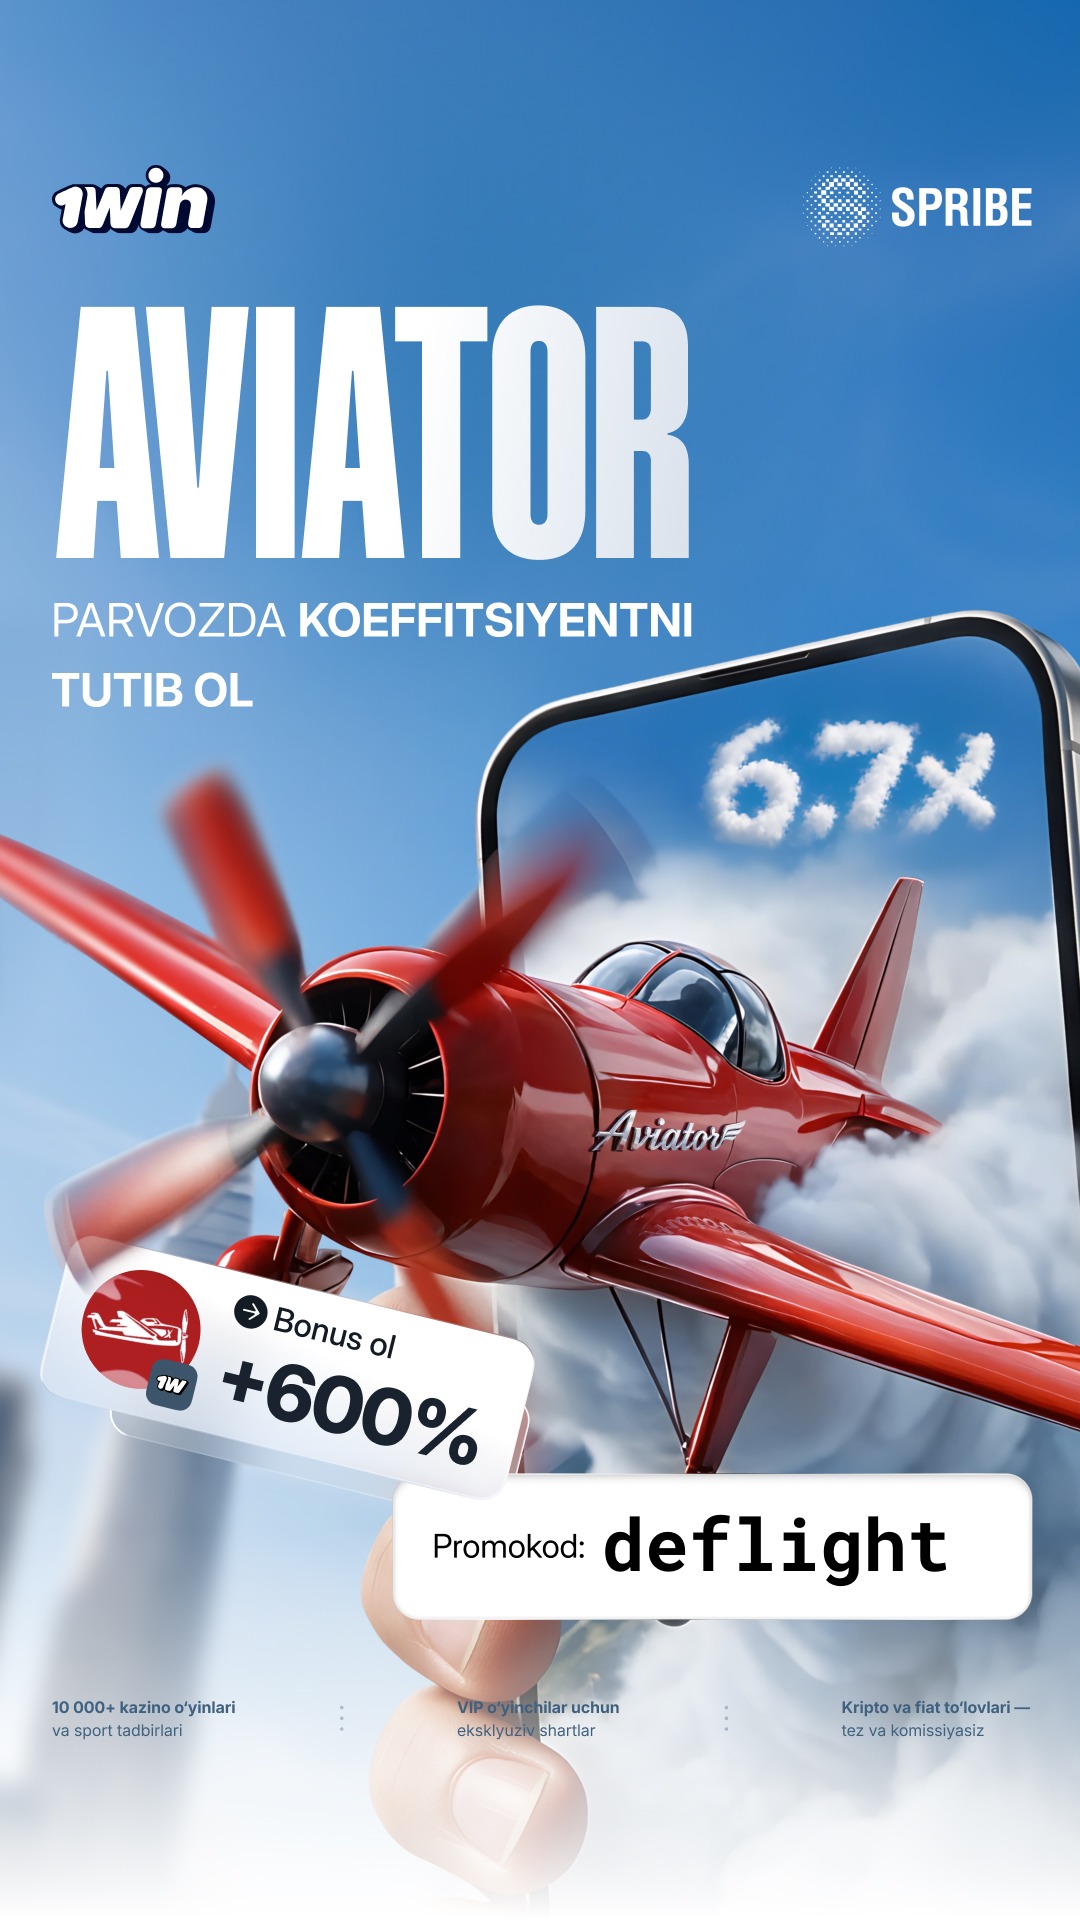 1win
SPRIBE
AVIATOR
PARVOZDA KOEFFITSIYENTNI
TUTIB OL
6.7x
Aviator
Bonus ol
1W
+600%
Promokod: deflight
10 000+ kazino o‘yinlari
va sport tadbirlari
VIP o‘yinchilar uchun
eksklyuziv shartlar
Kripto va fiat to‘lovlari —
tez va komissiyasiz